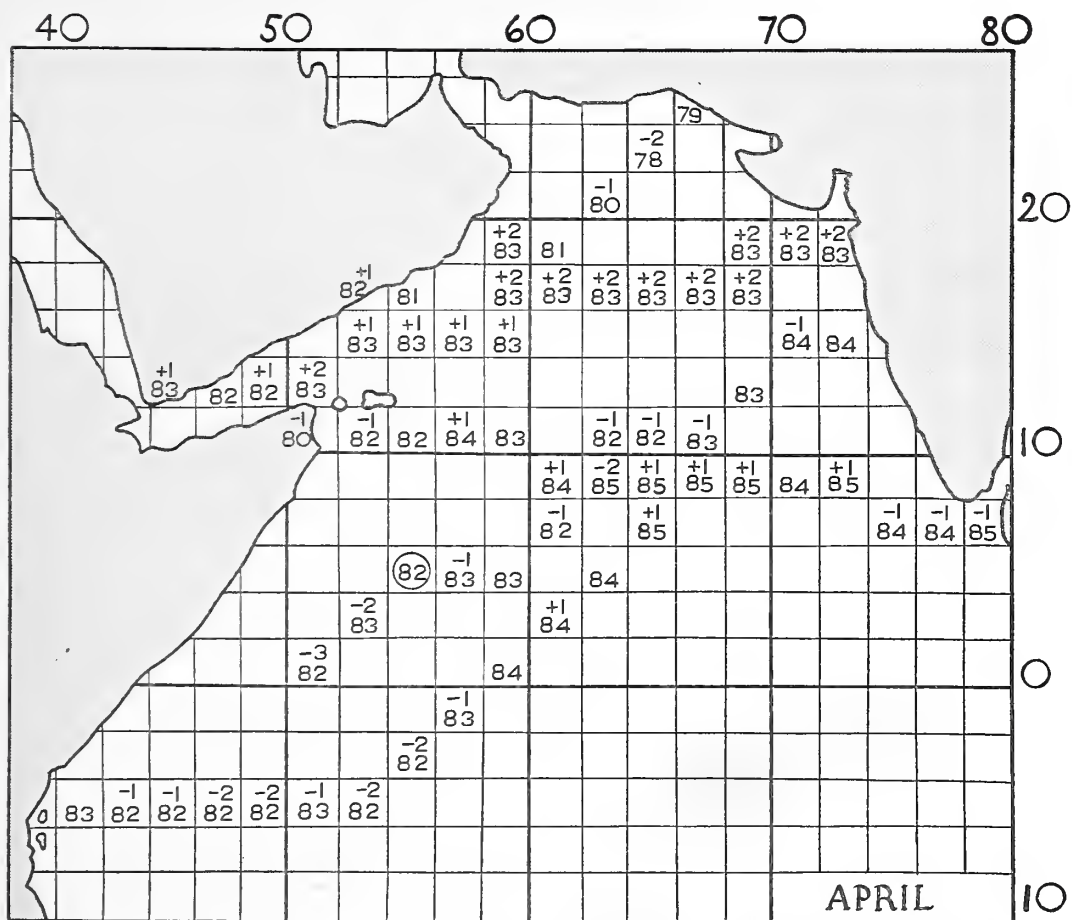 40 50 60 70 80
79
-2
78
-1
80
20
+2 +2 +2 +2
83 81 83 83 83
+1 +2 +2 +2 +2 +2 +2
82 81 83 83 83 83 83 83
+1 +1 +1 +1 -1
83 83 83 83 84 84
+1 +1 +2
83 82 82 83 83
-1 -1 +1 -1 -1 -1
80 82 82 84 83 82 82 83
10
+1 -2 +1 +1 +1 +1
84 85 85 85 85 84 85
-1 +1 -1 -1 -1
82 85 84 84 85
-1
82 83 83 84
-2 +1
83 84
-3
82 84
0
-1
83
-2
82
-1 -1 -2 -2 -1 -2
83 82 82 82 82 83 82
APRIL 10